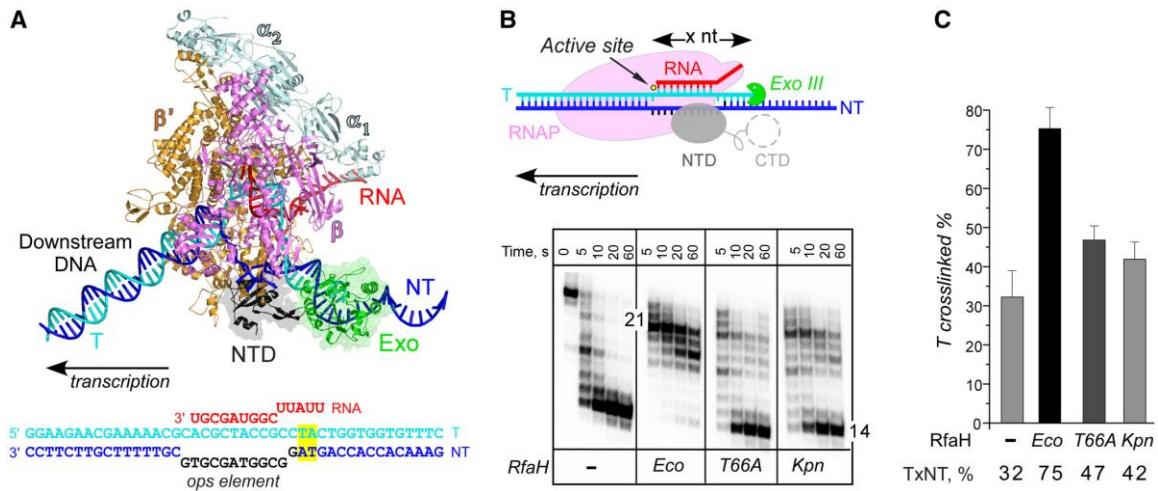 A
α2
β'
α1
RNA
β
Downstream
DNA
NT
T
NTD
Exo
transcription
UUAUU RNA
3' UGCGAUGGC
5' GGAAGAACGAAAAACGCACGCTACCGCCTACTGGTGGTGTTTC T
3' CCTTCTTGCTTTTTGC GATGACCACCACAAAG NT
GTGCGATGGCG
ops element
B
x nt
Active site
RNA
Exo III
T
NT
RNAP
NTD
CTD
transcription
Time, s 0 5 10 20 60 5 10 20 60 5 10 20 60 5 10 20 60
21
14
RfaH – Eco T66A Kpn
C
T crosslinked %
80
70
60
50
40
30
20
10
0
RfaH – Eco T66A Kpn
TxNT, % 32 75 47 42